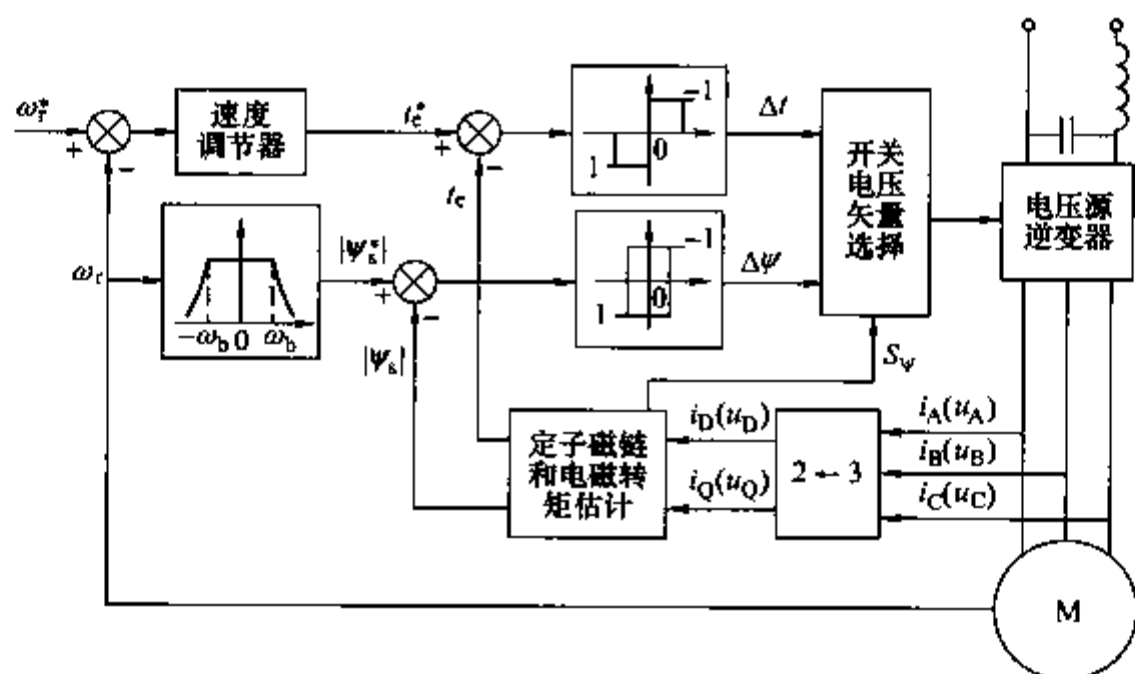 ω*r
+
−
速度
调节器
t*e
+
−
te
−1
1
0
Δt
开关
电压
矢量
选择
电压源
逆变器
ωr
−ωb
0
ωb
|Ψ*s|
+
−
|Ψs|
−1
1
0
ΔΨ
SΨ
定子磁链
和电磁转
矩估计
iD(uD)
iQ(uQ)
2←3
iA(uA)
iB(uB)
iC(uC)
M